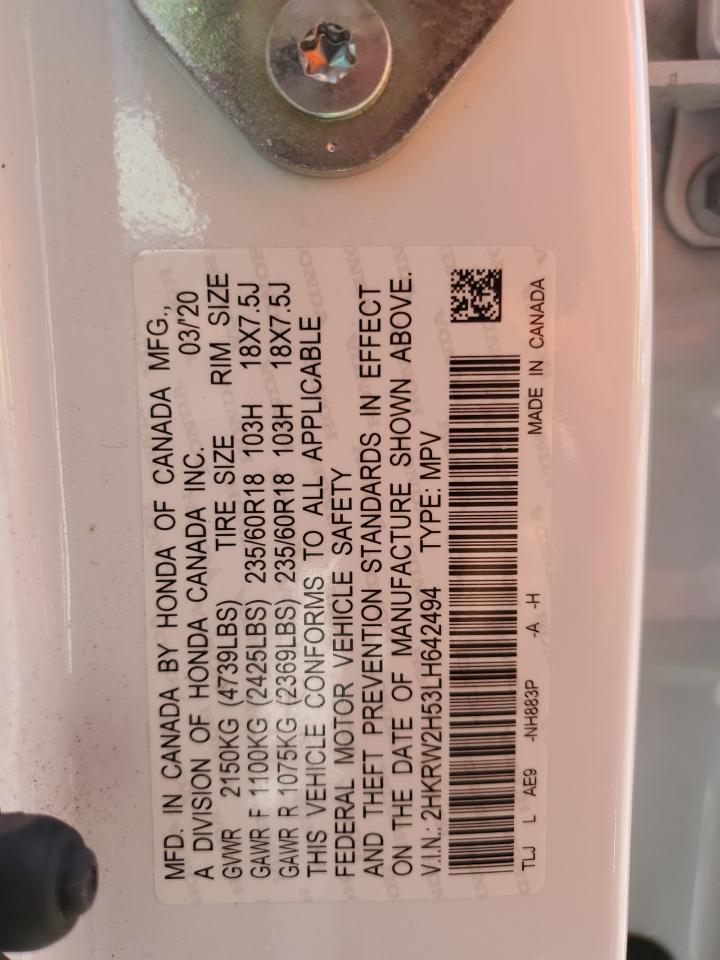 MFD. IN CANADA BY HONDA OF CANADA MFG.,
A DIVISION OF HONDA CANADA INC. 03/'20
GVWR 2150KG (4739LBS) TIRE SIZE RIM SIZE
GAWR F 1100KG (2425LBS) 235/60R18 103H 18X7.5J
GAWR R 1075KG (2369LBS) 235/60R18 103H 18X7.5J
THIS VEHICLE CONFORMS TO ALL APPLICABLE
FEDERAL MOTOR VEHICLE SAFETY
AND THEFT PREVENTION STANDARDS IN EFFECT
ON THE DATE OF MANUFACTURE SHOWN ABOVE.
V.I.N.: 2HKRW2H53LH642494 TYPE: MPV
MADE IN CANADA
TLJ L AE9 -NH883P -A -H